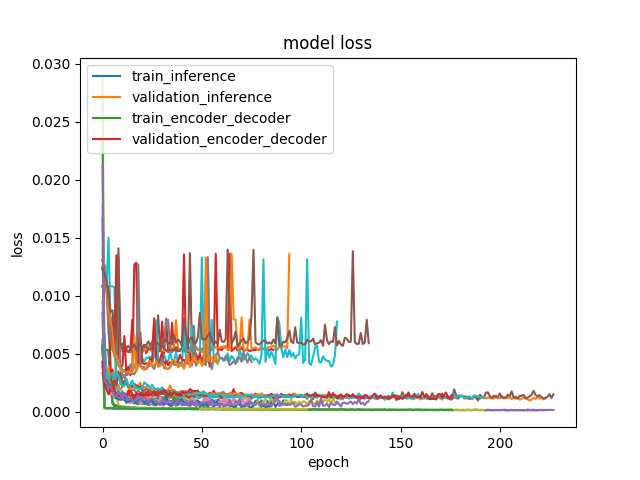 model loss
train_inference
validation_inference
train_encoder_decoder
validation_encoder_decoder
0.030
0.025
0.020
0.015
0.010
0.005
0.000
loss
0 50 100 150 200
epoch